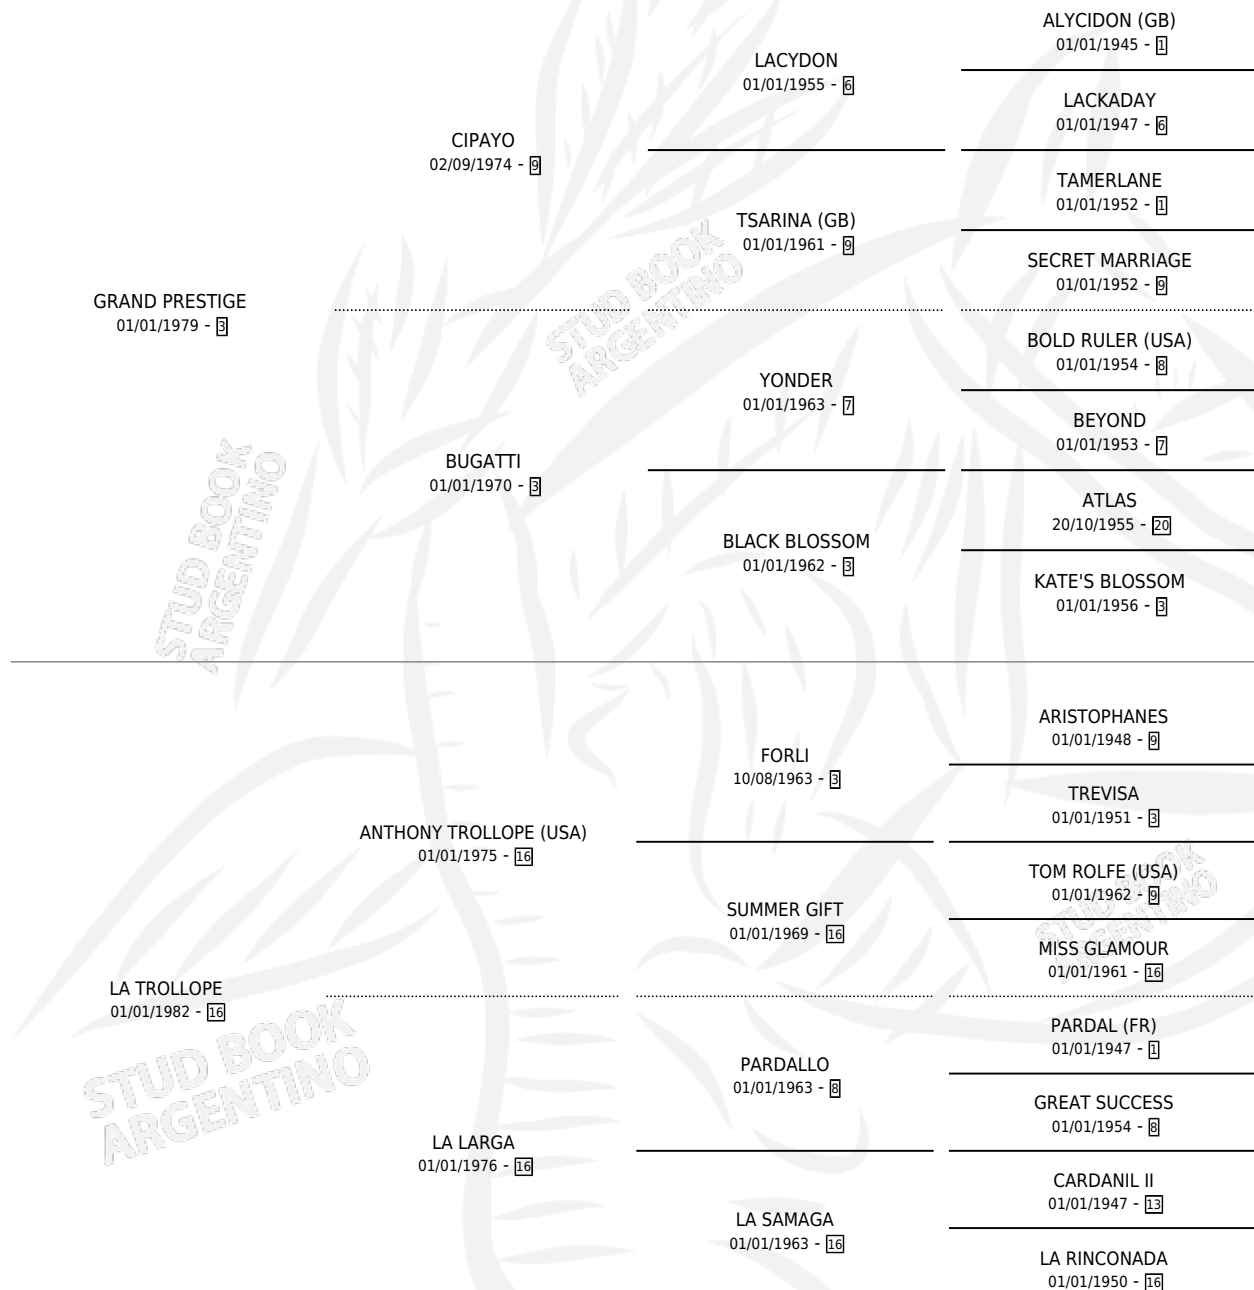 ALYCIDON (GB)
01/01/1945 - 1
LACYDON
01/01/1955 - 6
LACKADAY
01/01/1947 - 6
CIPAYO
02/09/1974 - 9
TAMERLANE
01/01/1952 - 1
TSARINA (GB)
01/01/1961 - 9
SECRET MARRIAGE
01/01/1952 - 9
GRAND PRESTIGE
01/01/1979 - 3
BOLD RULER (USA)
01/01/1954 - 8
YONDER
01/01/1963 - 7
BEYOND
01/01/1953 - 7
BUGATTI
01/01/1970 - 3
ATLAS
20/10/1955 - 20
BLACK BLOSSOM
01/01/1962 - 3
KATE'S BLOSSOM
01/01/1956 - 3
ARISTOPHANES
01/01/1948 - 9
FORLI
10/08/1963 - 3
TREVISA
01/01/1951 - 3
ANTHONY TROLLOPE (USA)
01/01/1975 - 16
TOM ROLFE (USA)
01/01/1962 - 9
SUMMER GIFT
01/01/1969 - 16
MISS GLAMOUR
01/01/1961 - 16
LA TROLLOPE
01/01/1982 - 16
PARDAL (FR)
01/01/1947 - 1
PARDALLO
01/01/1963 - 8
GREAT SUCCESS
01/01/1954 - 8
LA LARGA
01/01/1976 - 16
CARDANIL II
01/01/1947 - 13
LA SAMAGA
01/01/1963 - 16
LA RINCONADA
01/01/1950 - 16
STUD BOOK
ARGENTINO
STUD BOOK
ARGENTINO
STUD BOOK
ARGENTINO
STUD BOOK
ARGENTINO